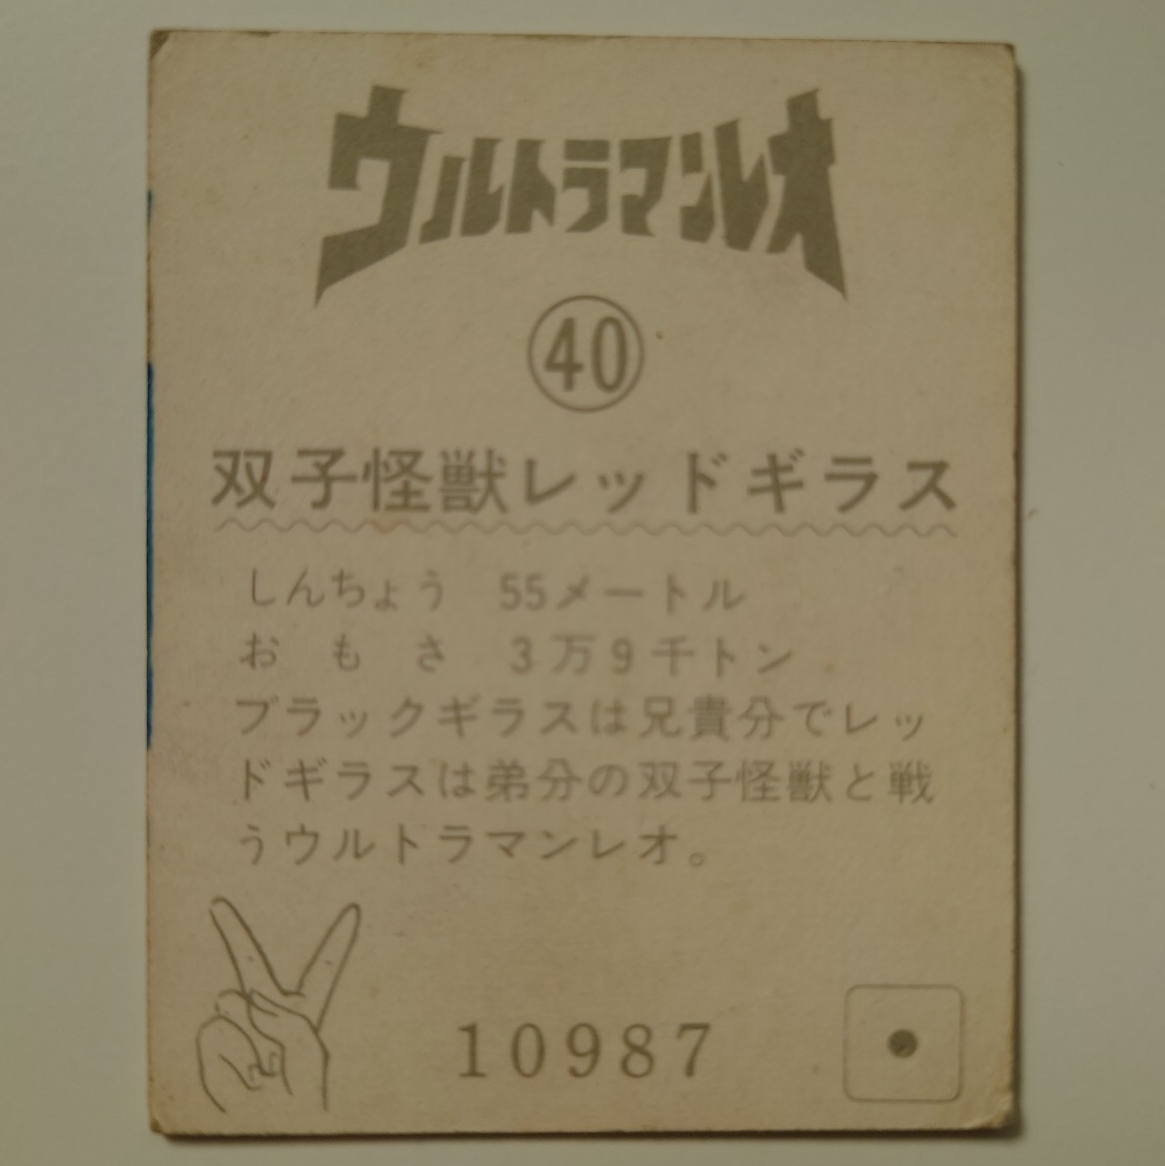 ウルトラマンレオ
40
双子怪獣レッドギラス
しんちょう 55メートル
おもさ 3万9千トン
ブラックギラスは兄貴分でレッ
ドギラスは弟分の双子怪獣と戦
うウルトラマンレオ。
10987